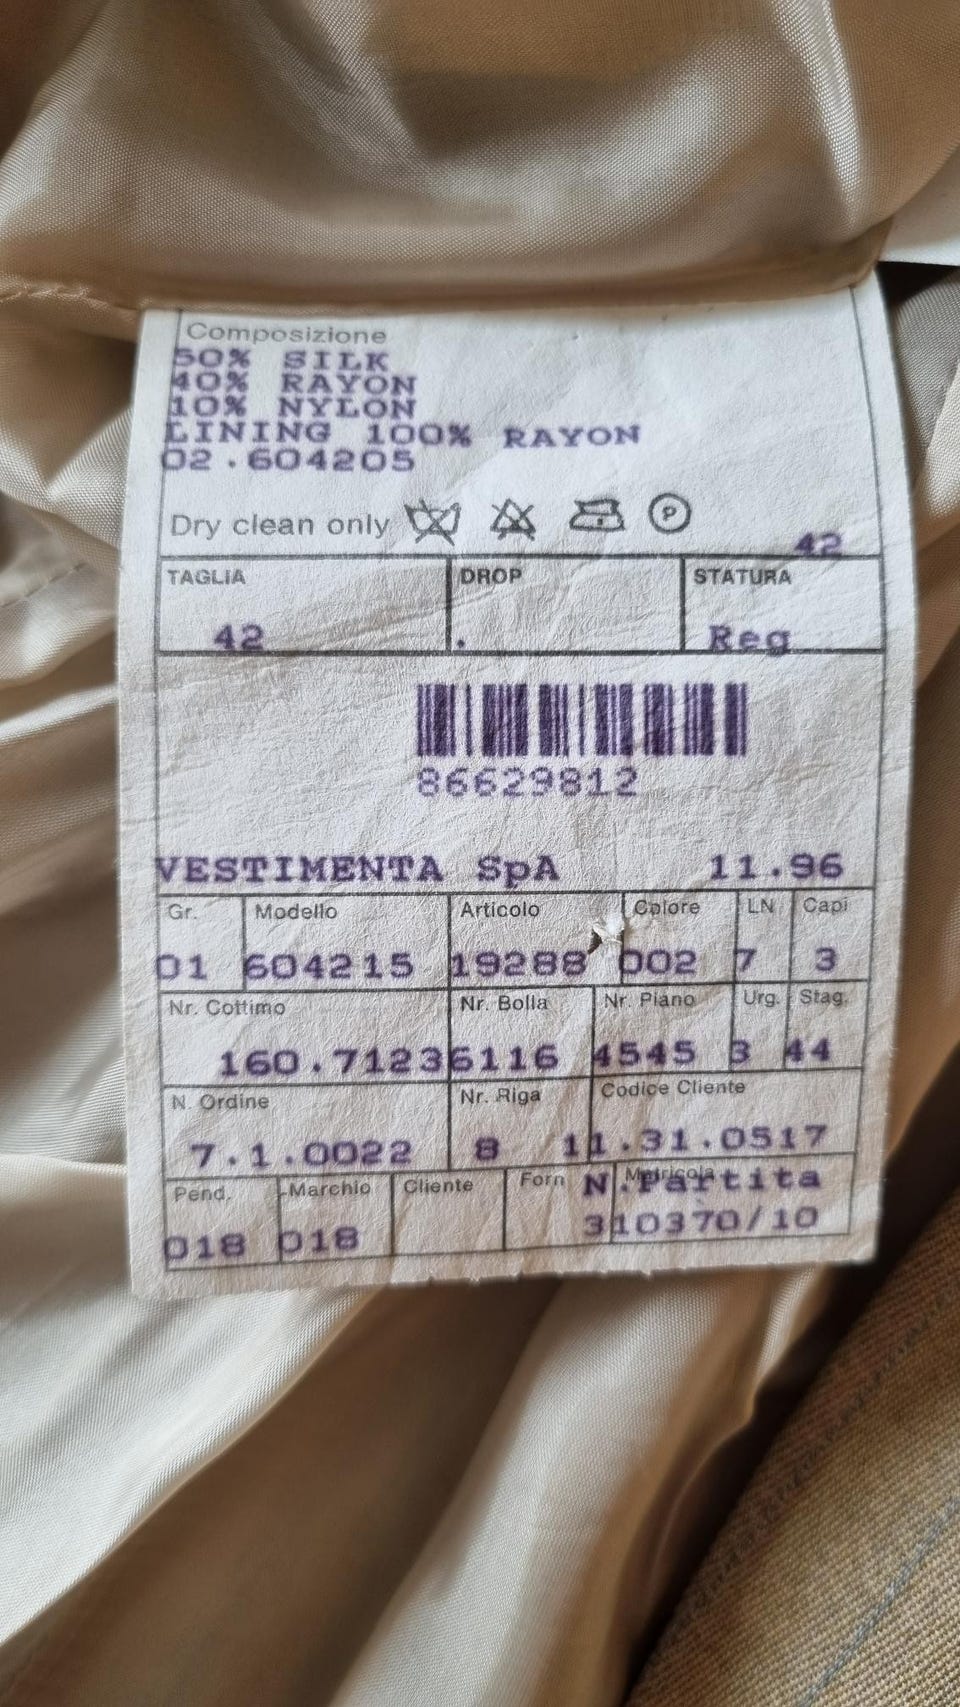 Composizione
50% SILK
40% RAYON
10% NYLON
LINING 100% RAYON
02.604205
Dry clean only P
42
TAGLIA DROP STATURA
42 . Reg
86629812
VESTIMENTA SpA 11.96
Gr. Modello Articolo Colore LN Capi
01 604215 19288 002 7 3
Nr. Cottimo Nr. Bolla Nr. Piano Urg. Stag.
160.7123 6116 4545 3 44
N. Ordine Nr. Riga Codice Cliente
7.1.0022 8 11.31.0517
Pend. Marchio Cliente Forn Matricola
N.Partita
018 018 310370/10